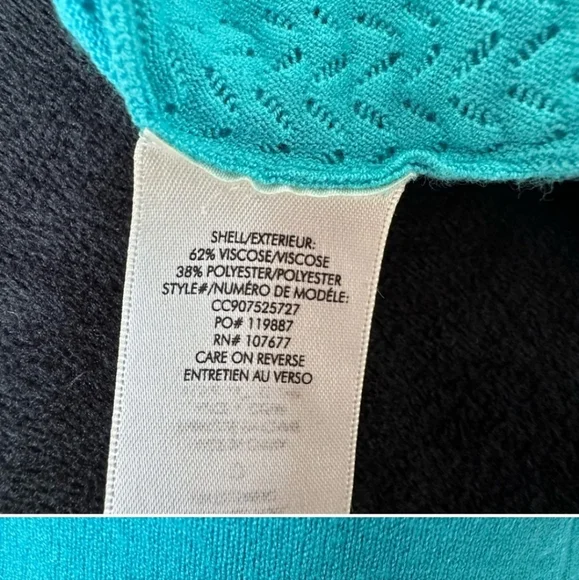 SHELL/EXTERIEUR:
62% VISCOSE/VISCOSE
38% POLYESTER/POLYESTER
STYLE#/NUMÉRO DE MODÉLE:
CC907525727
PO# 119887
RN# 107677
CARE ON REVERSE
ENTRETIEN AU VERSO